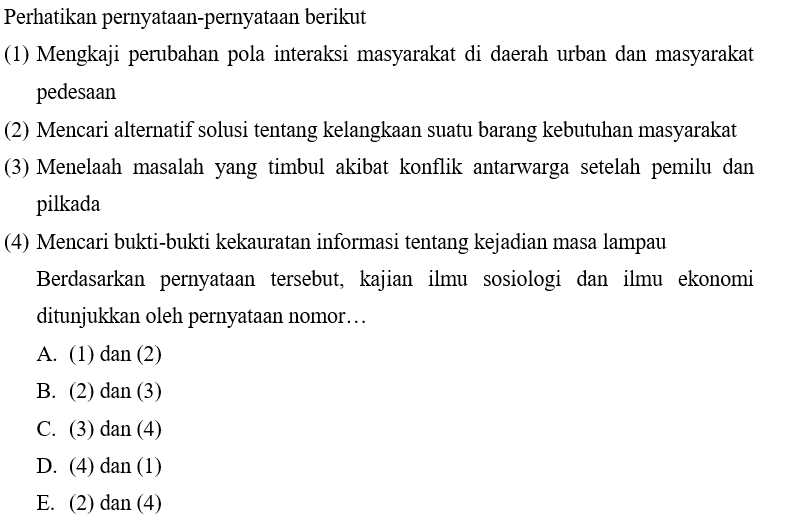 Perhatikan pernyataan-pernyataan berikut
(1) Mengkaji perubahan pola interaksi masyarakat di daerah urban dan masyarakat
pedesaan
(2) Mencari alternatif solusi tentang kelangkaan suatu barang kebutuhan masyarakat
(3) Menelaah masalah yang timbul akibat konflik antarwarga setelah pemilu dan
pilkada
(4) Mencari bukti-bukti kekauratan informasi tentang kejadian masa lampau
Berdasarkan pernyataan tersebut, kajian ilmu sosiologi dan ilmu ekonomi
ditunjukkan oleh pernyataan nomor…
A. (1) dan (2)
B. (2) dan (3)
C. (3) dan (4)
D. (4) dan (1)
E. (2) dan (4)